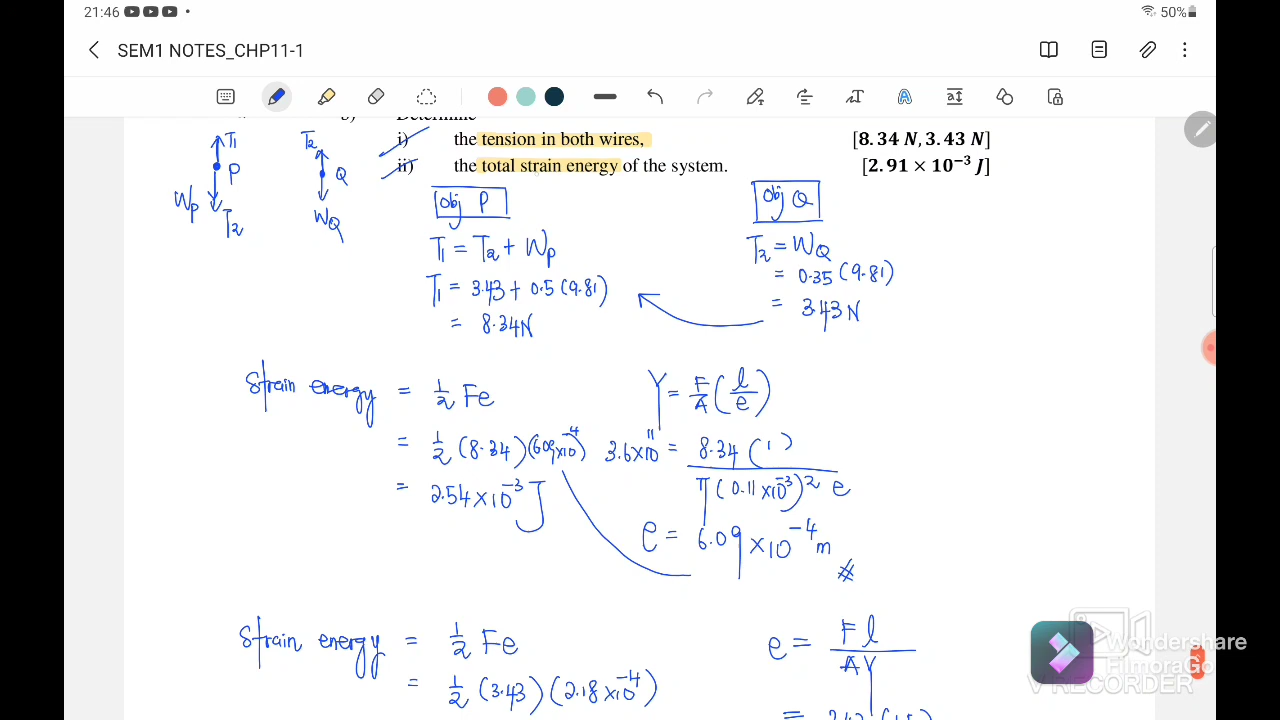 21:46
50%
SEM1 NOTES_CHP11-1
Determine
i) the tension in both wires, [8.34 N, 3.43 N]
ii) the total strain energy of the system. [2.91 × 10⁻³ J]
T₁ T₂
P Q
Wp T₂ WQ
Obj P
T₁ = T₂ + Wp
T₁ = 3.43 + 0.5 (9.81)
= 8.34N
Obj Q
T₂ = WQ
= 0.35 (9.81)
= 3.43 N
Strain energy = ½ Fe
= ½ (8.34)(6.09×10⁻⁴)
= 2.54 × 10⁻³ J
Y = F/A (l/e)
3.6×10¹¹ = 8.34 (1) / π (0.11×10⁻³)² e
e = 6.09 × 10⁻⁴ m #
Strain energy = ½ Fe
= ½ (3.43) (2.18 × 10⁻⁴)
e = Fl / AY
=
Wondershare
FilmoraGo
V RECORDER